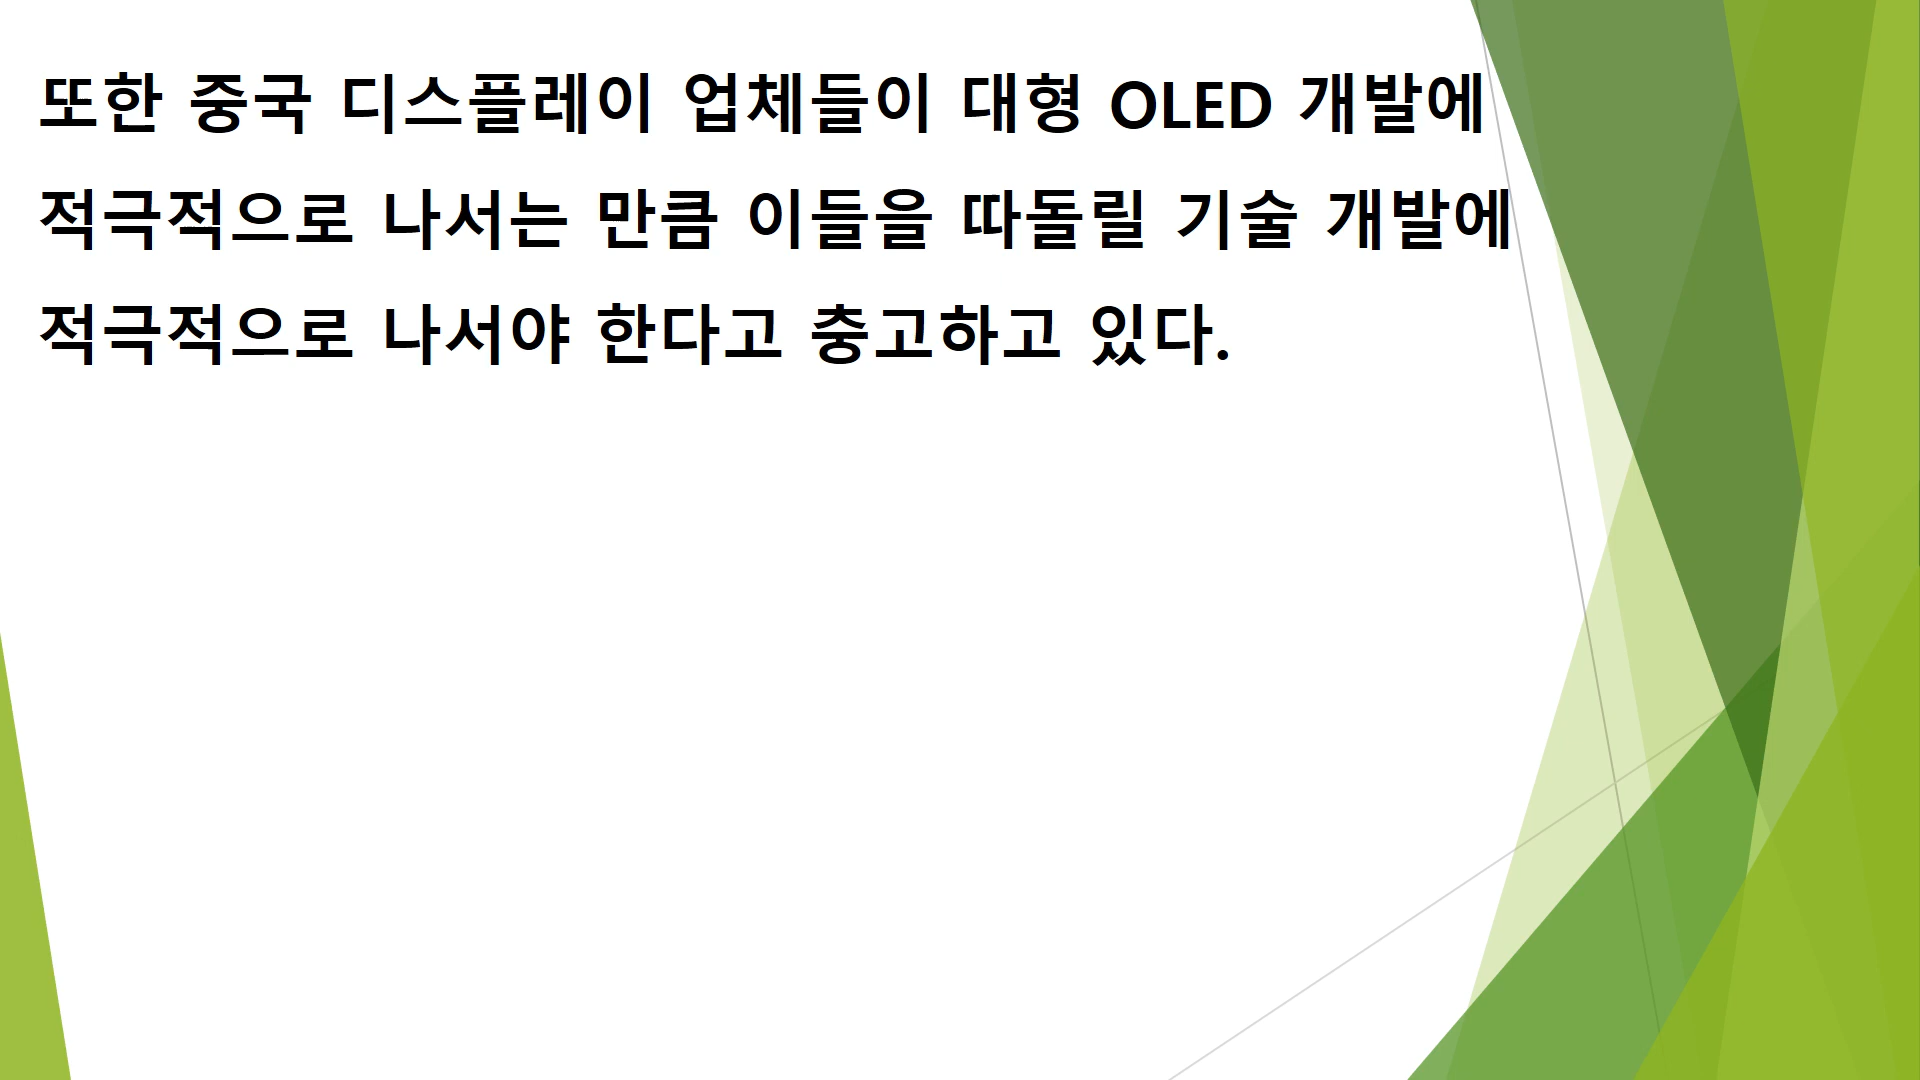 또한 중국 디스플레이 업체들이 대형 OLED 개발에
적극적으로 나서는 만큼 이들을 따돌릴 기술 개발에
적극적으로 나서야 한다고 충고하고 있다.